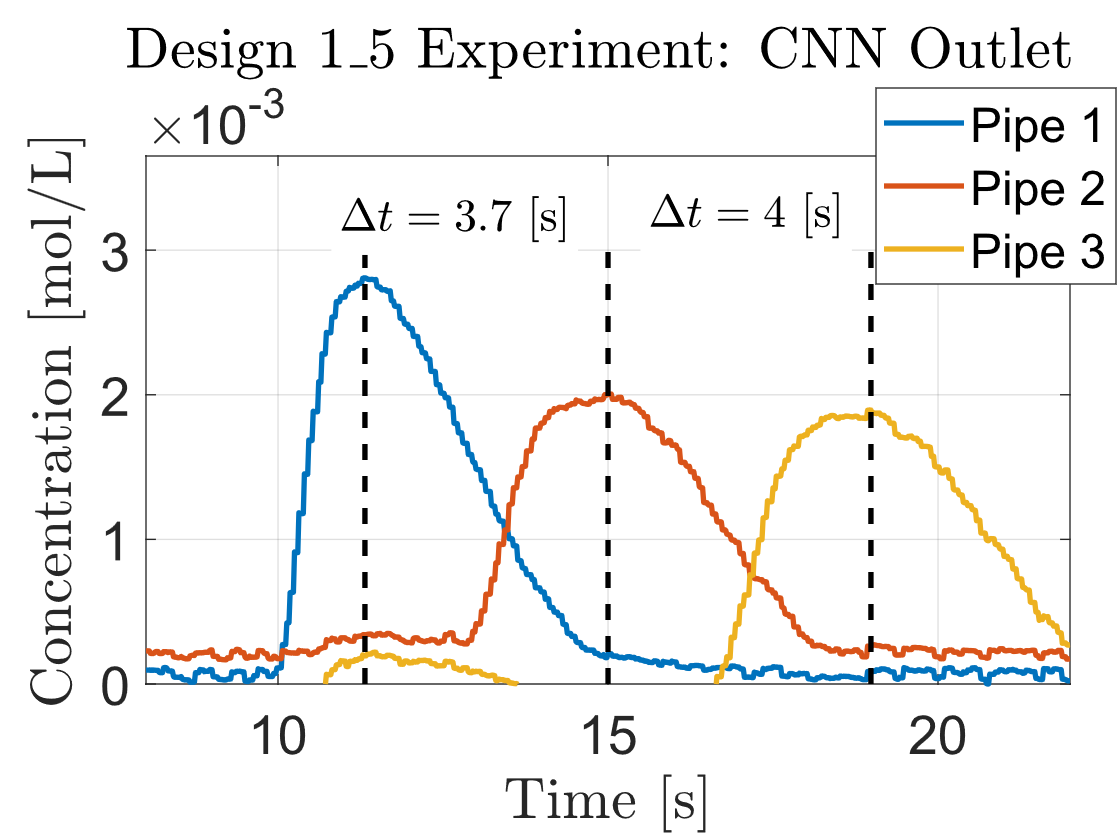 Design 1_5 Experiment: CNN Outlet
×10⁻³
Pipe 1
Pipe 2
Pipe 3
Δt = 3.7 [s]
Δt = 4 [s]
Concentration [mol/L]
3
2
1
0
10
15
20
Time [s]